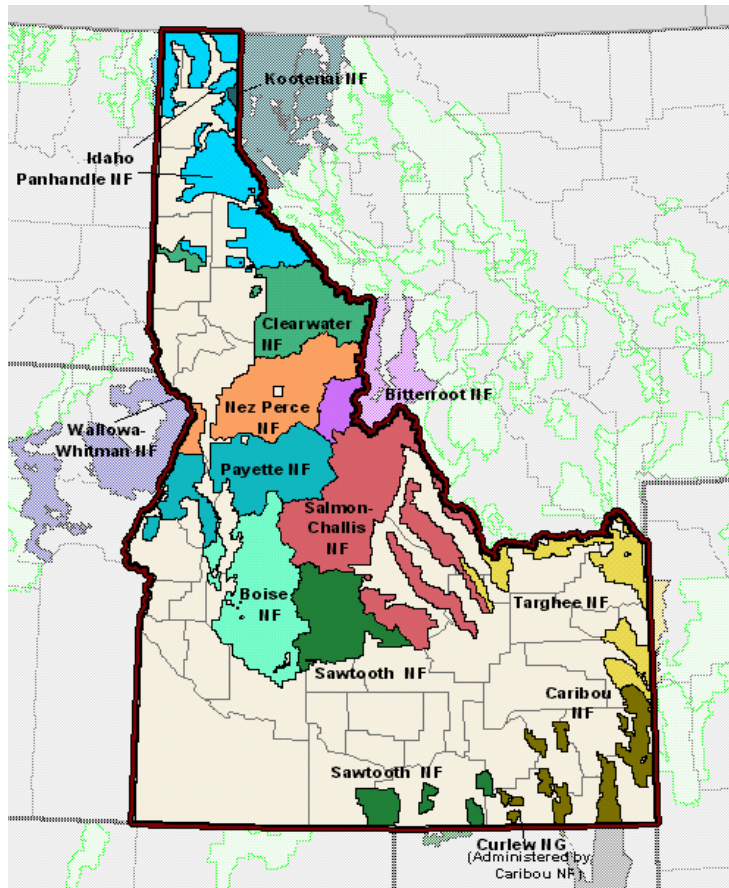 Kootenai NF
Idaho
Panhandle NF
Clearwater
NF
Bitterroot NF
Nez Perce
NF
Wallowa-
Whitman NF
Payette NF
Salmon-
Challis
NF
Boise
NF
Targhee NF
Sawtooth NF
Caribou
NF
Sawtooth NF
Curlew NG
(Administered by
Caribou NF)